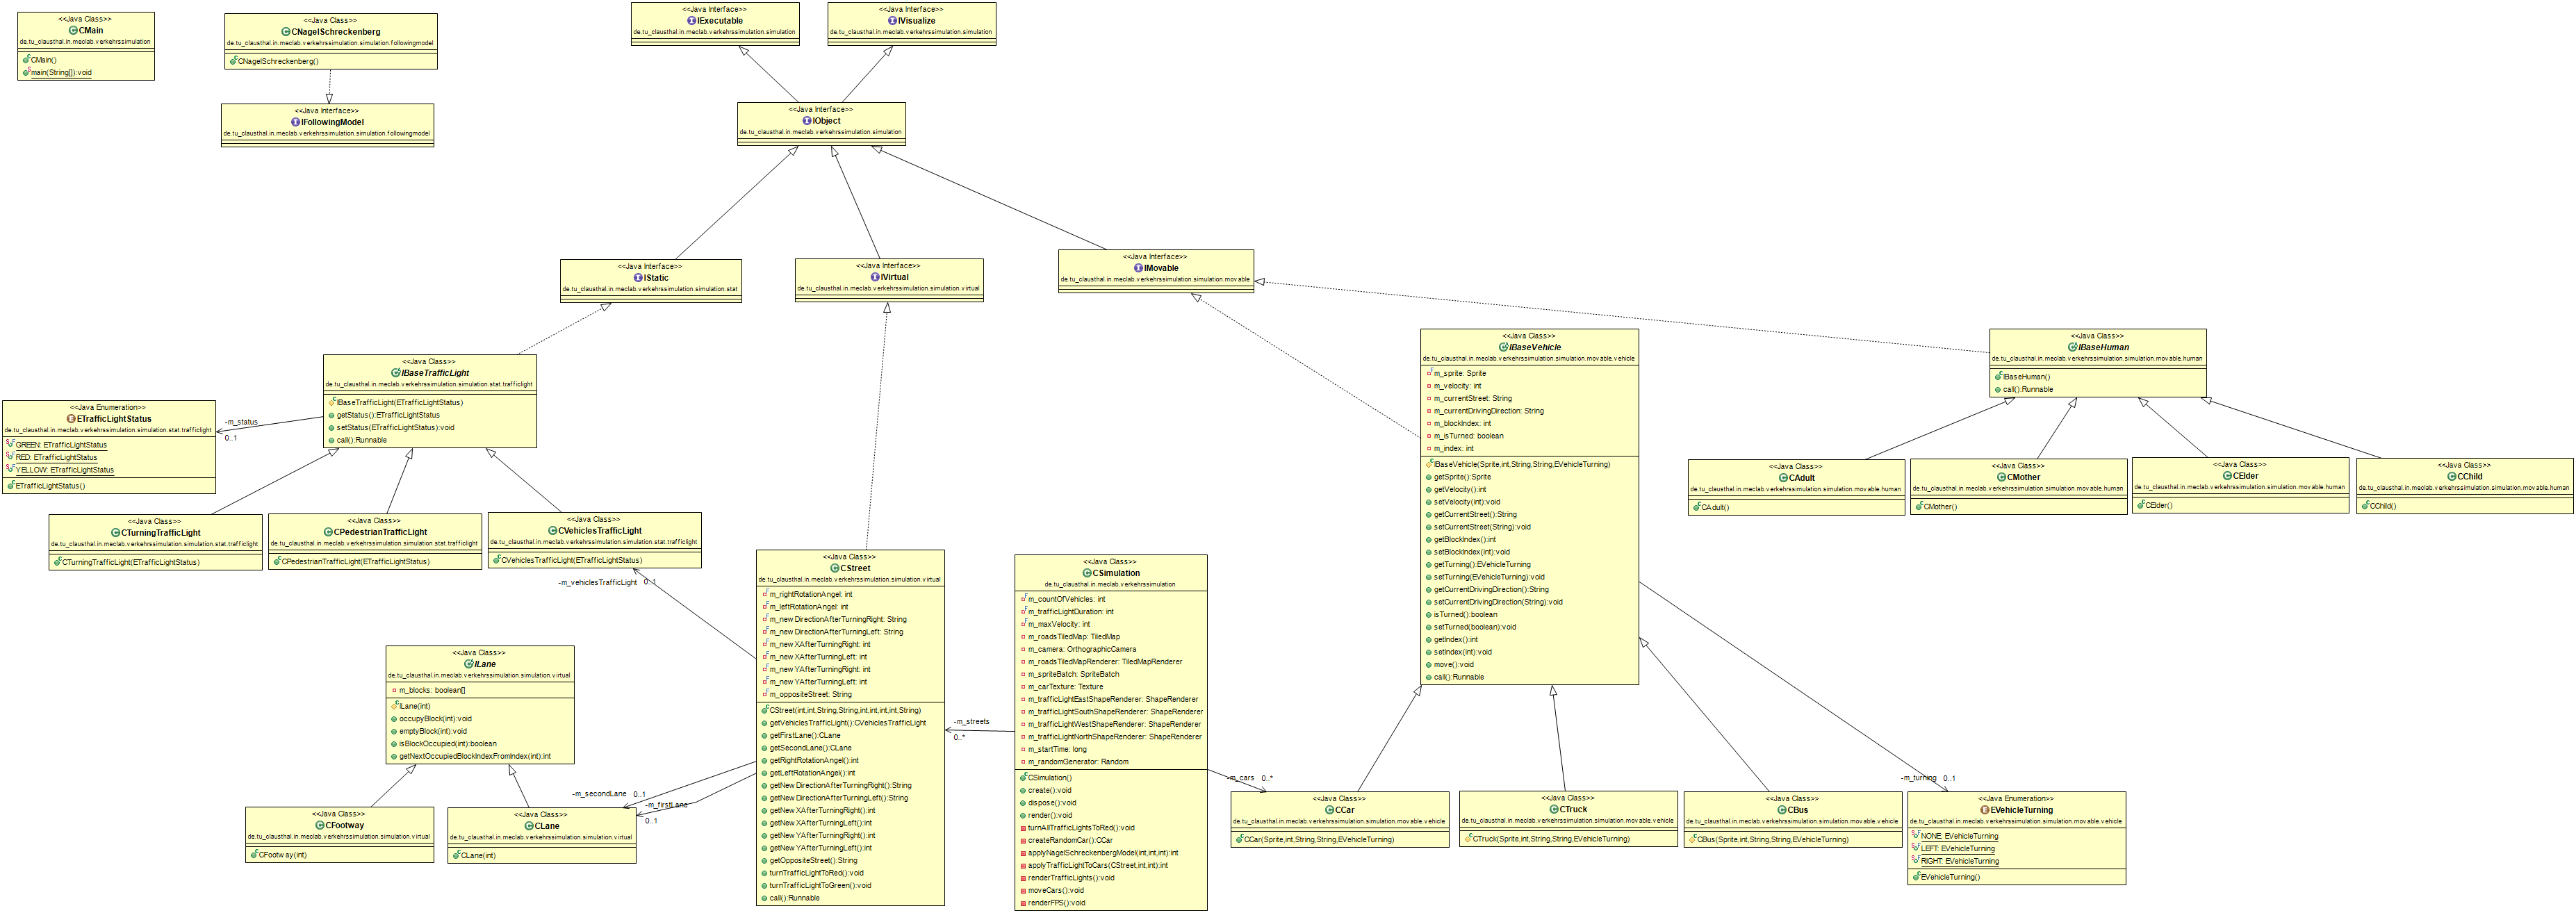 <<Java Class>>
CMain
de.tu_clausthal.in.meclab.verkehrssimulation
CMain()
main(String[]):void
<<Java Class>>
CNagelSchreckenberg
de.tu_clausthal.in.meclab.verkehrssimulation.simulation.followingmodel
CNagelSchreckenberg()
<<Java Interface>>
IFollowingModel
de.tu_clausthal.in.meclab.verkehrssimulation.simulation.followingmodel
<<Java Interface>>
IExecutable
de.tu_clausthal.in.meclab.verkehrssimulation.simulation
<<Java Interface>>
IVisualize
de.tu_clausthal.in.meclab.verkehrssimulation.simulation
<<Java Interface>>
IObject
de.tu_clausthal.in.meclab.verkehrssimulation.simulation
<<Java Interface>>
IStatic
de.tu_clausthal.in.meclab.verkehrssimulation.simulation.stat
<<Java Interface>>
IVirtual
de.tu_clausthal.in.meclab.verkehrssimulation.simulation.virtual
<<Java Interface>>
IMovable
de.tu_clausthal.in.meclab.verkehrssimulation.simulation.movable
<<Java Class>>
IBaseTrafficLight
de.tu_clausthal.in.meclab.verkehrssimulation.simulation.stat.trafficlight
IBaseTrafficLight(ETrafficLightStatus)
getStatus():ETrafficLightStatus
setStatus(ETrafficLightStatus):void
call():Runnable
-m_status
0..1
<<Java Enumeration>>
ETrafficLightStatus
de.tu_clausthal.in.meclab.verkehrssimulation.simulation.stat.trafficlight
GREEN: ETrafficLightStatus
RED: ETrafficLightStatus
YELLOW: ETrafficLightStatus
ETrafficLightStatus()
<<Java Class>>
CTurningTrafficLight
de.tu_clausthal.in.meclab.verkehrssimulation.simulation.stat.trafficlight
CTurningTrafficLight(ETrafficLightStatus)
<<Java Class>>
CPedestrianTrafficLight
de.tu_clausthal.in.meclab.verkehrssimulation.simulation.stat.trafficlight
CPedestrianTrafficLight(ETrafficLightStatus)
<<Java Class>>
CVehiclesTrafficLight
de.tu_clausthal.in.meclab.verkehrssimulation.simulation.stat.trafficlight
CVehiclesTrafficLight(ETrafficLightStatus)
-m_vehiclesTrafficLight 0..1
<<Java Class>>
ILane
de.tu_clausthal.in.meclab.verkehrssimulation.simulation.virtual
m_blocks: boolean[]
ILane(int)
occupyBlock(int):void
emptyBlock(int):void
isBlockOccupied(int):boolean
getNextOccupiedBlockIndexFromIndex(int):int
<<Java Class>>
CFootway
de.tu_clausthal.in.meclab.verkehrssimulation.simulation.virtual
CFootway(int)
<<Java Class>>
CLane
de.tu_clausthal.in.meclab.verkehrssimulation.simulation.virtual
CLane(int)
-m_secondLane 0..1
-m_firstLane
0..1
<<Java Class>>
CStreet
de.tu_clausthal.in.meclab.verkehrssimulation.simulation.virtual
m_rightRotationAngel: int
m_leftRotationAngel: int
m_newDirectionAfterTurningRight: String
m_newDirectionAfterTurningLeft: String
m_newXAfterTurningRight: int
m_newXAfterTurningLeft: int
m_newYAfterTurningRight: int
m_newYAfterTurningLeft: int
m_oppositeStreet: String
CStreet(int,int,String,String,int,int,int,int,String)
getVehiclesTrafficLight():CVehiclesTrafficLight
getFirstLane():CLane
getSecondLane():CLane
getRightRotationAngel():int
getLeftRotationAngel():int
getNewDirectionAfterTurningRight():String
getNewDirectionAfterTurningLeft():String
getNewXAfterTurningRight():int
getNewXAfterTurningLeft():int
getNewYAfterTurningRight():int
getNewYAfterTurningLeft():int
getOppositeStreet():String
turnTrafficLightToRed():void
turnTrafficLightToGreen():void
call():Runnable
-m_streets
0..*
<<Java Class>>
CSimulation
de.tu_clausthal.in.meclab.verkehrssimulation
m_countOfVehicles: int
m_trafficLightDuration: int
m_maxVelocity: int
m_roadsTiledMap: TiledMap
m_camera: OrthographicCamera
m_roadsTiledMapRenderer: TiledMapRenderer
m_spriteBatch: SpriteBatch
m_carTexture: Texture
m_trafficLightEastShapeRenderer: ShapeRenderer
m_trafficLightSouthShapeRenderer: ShapeRenderer
m_trafficLightWestShapeRenderer: ShapeRenderer
m_trafficLightNorthShapeRenderer: ShapeRenderer
m_startTime: long
m_randomGenerator: Random
CSimulation()
create():void
dispose():void
render():void
turnAllTrafficLightsToRed():void
createRandomCar():CCar
applyNagelSchreckenbergModel(int,int,int):int
applyTrafficLightToCars(CStreet,int,int):int
renderTrafficLights():void
moveCars():void
renderFPS():void
-m_cars 0..*
<<Java Class>>
IBaseVehicle
de.tu_clausthal.in.meclab.verkehrssimulation.simulation.movable.vehicle
m_sprite: Sprite
m_velocity: int
m_currentStreet: String
m_currentDrivingDirection: String
m_blockIndex: int
m_isTurned: boolean
m_index: int
IBaseVehicle(Sprite,int,String,String,EVehicleTurning)
getSprite():Sprite
getVelocity():int
setVelocity(int):void
getCurrentStreet():String
setCurrentStreet(String):void
getBlockIndex():int
setBlockIndex(int):void
getTurning():EVehicleTurning
setTurning(EVehicleTurning):void
getCurrentDrivingDirection():String
setCurrentDrivingDirection(String):void
isTurned():boolean
setTurned(boolean):void
getIndex():int
setIndex(int):void
move():void
call():Runnable
<<Java Class>>
CCar
de.tu_clausthal.in.meclab.verkehrssimulation.simulation.movable.vehicle
CCar(Sprite,int,String,String,EVehicleTurning)
<<Java Class>>
CTruck
de.tu_clausthal.in.meclab.verkehrssimulation.simulation.movable.vehicle
CTruck(Sprite,int,String,String,EVehicleTurning)
<<Java Class>>
CBus
de.tu_clausthal.in.meclab.verkehrssimulation.simulation.movable.vehicle
CBus(Sprite,int,String,String,EVehicleTurning)
-m_turning 0..1
<<Java Enumeration>>
EVehicleTurning
de.tu_clausthal.in.meclab.verkehrssimulation.simulation.movable.vehicle
NONE: EVehicleTurning
LEFT: EVehicleTurning
RIGHT: EVehicleTurning
EVehicleTurning()
<<Java Class>>
IBaseHuman
de.tu_clausthal.in.meclab.verkehrssimulation.simulation.movable.human
IBaseHuman()
call():Runnable
<<Java Class>>
CAdult
de.tu_clausthal.in.meclab.verkehrssimulation.simulation.movable.human
CAdult()
<<Java Class>>
CMother
de.tu_clausthal.in.meclab.verkehrssimulation.simulation.movable.human
CMother()
<<Java Class>>
CElder
de.tu_clausthal.in.meclab.verkehrssimulation.simulation.movable.human
CElder()
<<Java Class>>
CChild
de.tu_clausthal.in.meclab.verkehrssimulation.simulation.movable.human
CChild()